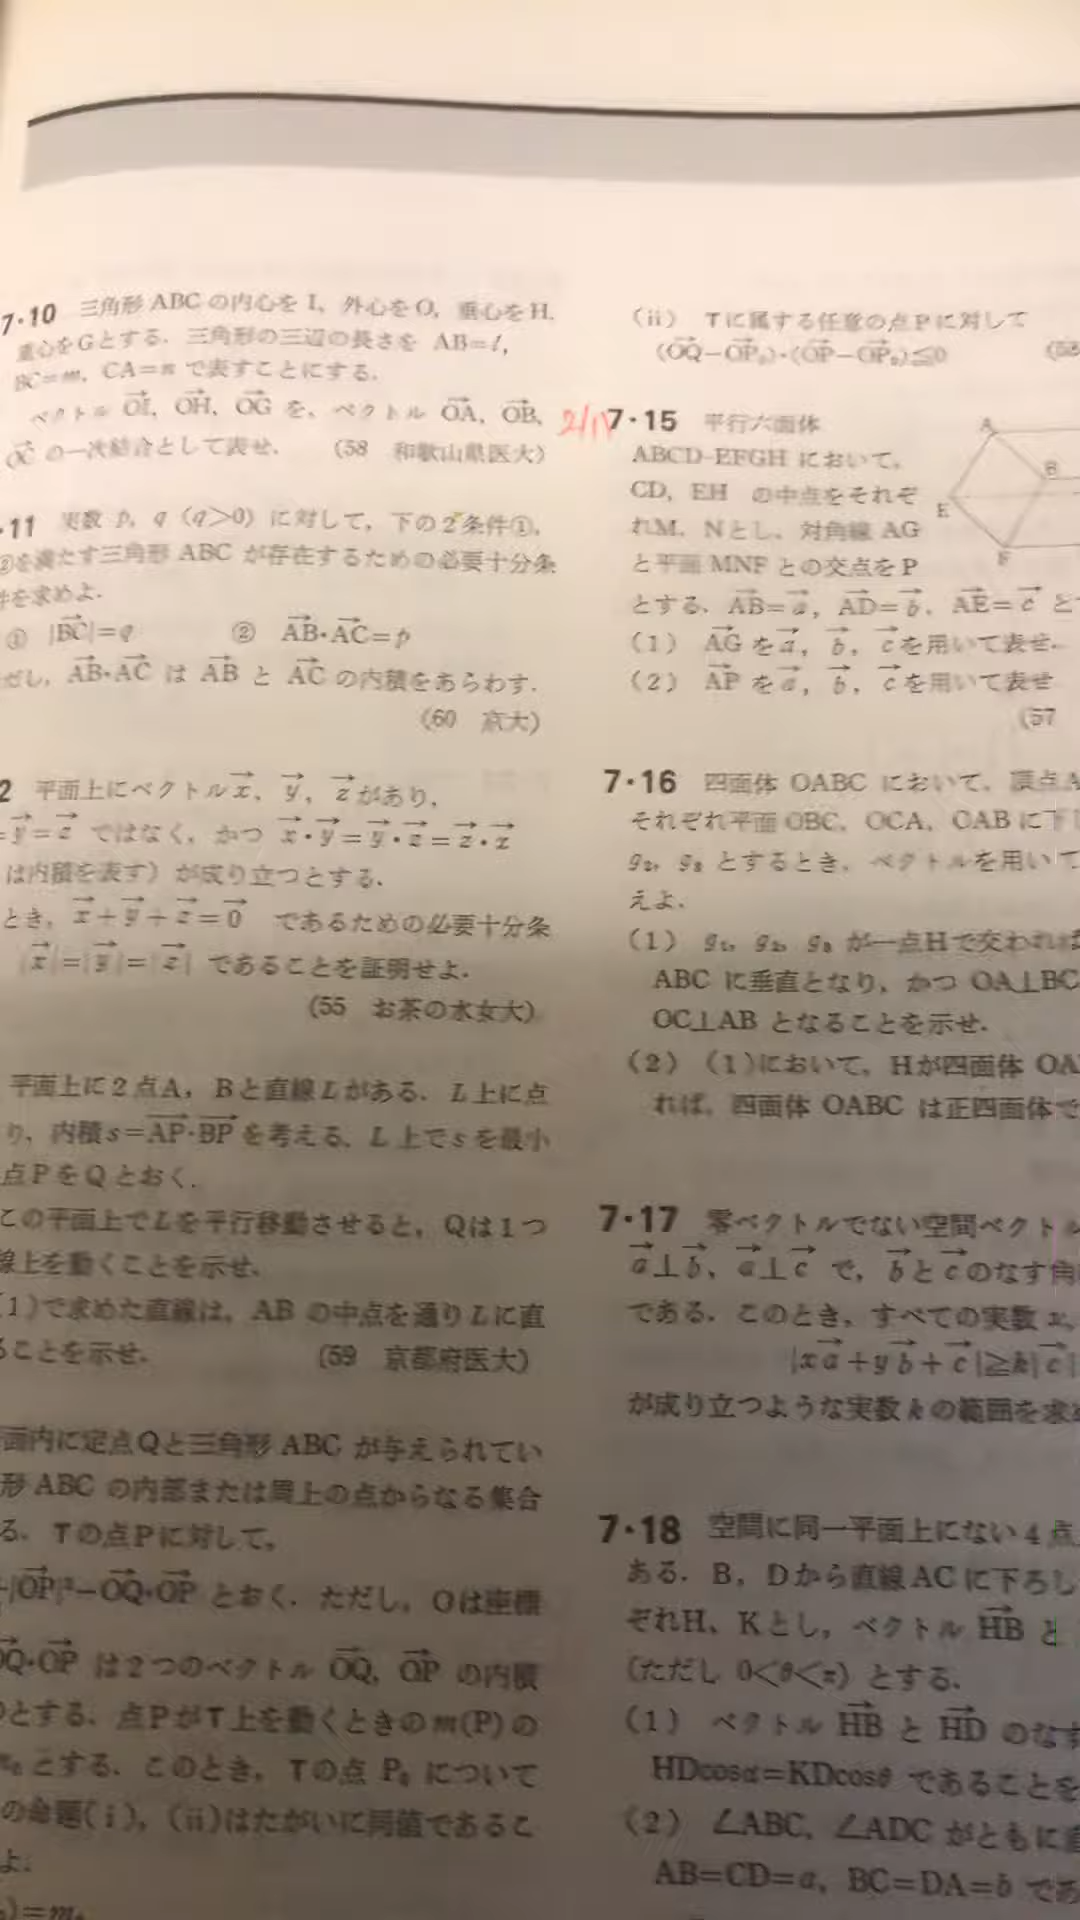 7・10 三角形 ABC の内心を I, 外心を O, 垂心を H,
重心をGとする. 三角形の三辺の長さを AB=l,
BC=m, CA=n で表すことにする.
ベクトル OI, OH, OG を, ベクトル OA, OB,
OC の一次結合として表せ. (58 和歌山県医大)
・11 実数 p, q (q>0) に対して, 下の2条件①,
②を満たす三角形 ABC が存在するための必要十分条
件を求めよ.
① |BC|=q ② AB・AC=p
だし, AB・AC は AB と AC の内積をあらわす.
(60 京大)
2 平面上にベクトル x, y, z があり,
=y=z ではなく, かつ x・y=y・z=z・x
は内積を表す) が成り立つとする.
とき, x+y+z=0 であるための必要十分条
|x|=|y|=|z| であることを証明せよ.
(55 お茶の水女大)
平面上に2点A, Bと直線Lがある. L上に点
り, 内積 s=AP・BP を考える. L上でsを最小
点PをQとおく.
この平面上でLを平行移動させると, Qは1つ
線上を動くことを示せ.
(1)で求めた直線は, AB の中点を通りLに直
ことを示せ. (59 京都府医大)
面内に定点Qと三角形 ABC が与えられてい
形 ABC の内部または周上の点からなる集合
る. Tの点Pに対して,
|OP|²−OQ・OP とおく. ただし, Oは座標
OQ・OP は2つのベクトル OQ, OP の内積
とする. 点PがT上を動くときのm(P)の
m₀とする. このとき, Tの点 P₀ について
の命題(i), (ii)はたがいに同値であるこ
よ.
)=m₀
(ii) Tに属する任意の点Pに対して
(OQ−OP₀)・(OP−OP₀)≦0
2/17
7・15 平行六面体
ABCD-EFGH において,
CD, EH の中点をそれぞ
れM, Nとし, 対角線 AG
と平面 MNF との交点をP
とする. AB=a, AD=b, AE=c と
(1) AG を a, b, c を用いて表せ.
(2) AP を a, b, c を用いて表せ
(57
A
B
E
F
7・16 四面体 OABC において, 頂点A
それぞれ平面 OBC, OCA, OAB に下
g₂, g₃ とするとき, ベクトルを用いて
えよ.
(1) g₁, g₂, g₃ が一点Hで交われば
ABC に垂直となり, かつ OA⊥BC
OC⊥AB となることを示せ.
(2) (1)において, Hが四面体 OA
れば, 四面体 OABC は正四面体で
7・17 零ベクトルでない空間ベクトル
a⊥b, a⊥c で, bとcのなす角
である. このとき, すべての実数 x,
|xa+yb+c|≧k|c|
が成り立つような実数kの範囲を求め
7・18 空間に同一平面上にない4点
ある. B, Dから直線ACに下ろし
ぞれH, Kとし, ベクトル HB と
(ただし 0<θ<π) とする.
(1) ベクトル HB と HD のなす
HDcosα=KDcosθ であることを
(2) ∠ABC, ∠ADC がともに直
AB=CD=a, BC=DA=b であ